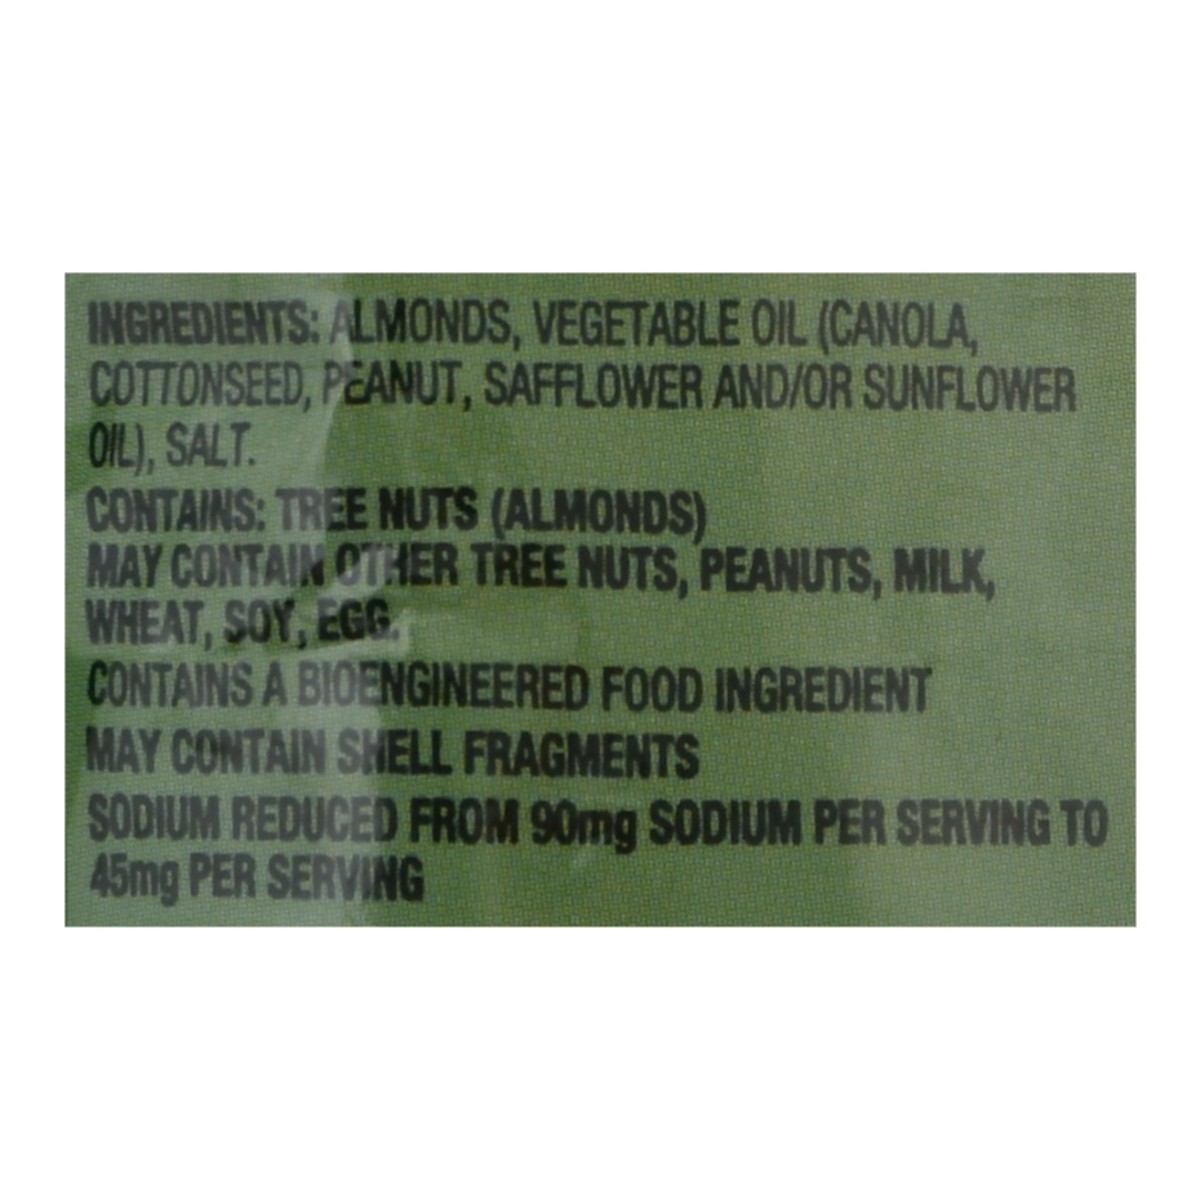 INGREDIENTS: ALMONDS, VEGETABLE OIL (CANOLA,
COTTONSEED, PEANUT, SAFFLOWER AND/OR SUNFLOWER
OIL), SALT.
CONTAINS: TREE NUTS (ALMONDS)
MAY CONTAIN OTHER TREE NUTS, PEANUTS, MILK,
WHEAT, SOY, EGG.
CONTAINS A BIOENGINEERED FOOD INGREDIENT
MAY CONTAIN SHELL FRAGMENTS
SODIUM REDUCED FROM 90mg SODIUM PER SERVING TO
45mg PER SERVING